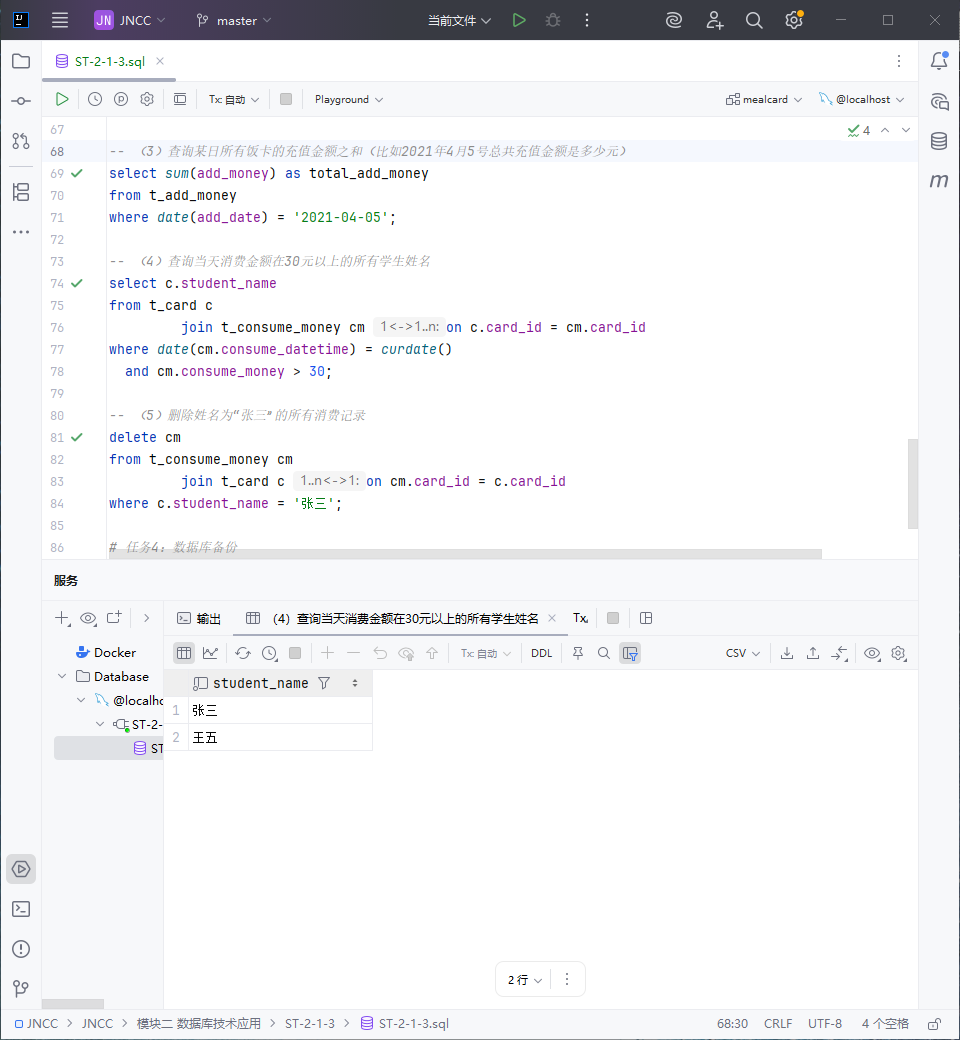 JN JNCC master 当前文件
ST-2-1-3.sql
Tx: 自动 Playground mealcard @localhost
67 4
68 -- （3）查询某日所有饭卡的充值金额之和（比如2021年4月5号总共充值金额是多少元）
69 select sum(add_money) as total_add_money
70 from t_add_money
71 where date(add_date) = '2021-04-05';
72
73 -- （4）查询当天消费金额在30元以上的所有学生姓名
74 select c.student_name
75 from t_card c
76 join t_consume_money cm 1<->1..n: on c.card_id = cm.card_id
77 where date(cm.consume_datetime) = curdate()
78 and cm.consume_money > 30;
79
80 -- （5）删除姓名为“张三”的所有消费记录
81 delete cm
82 from t_consume_money cm
83 join t_card c 1..n<->1: on cm.card_id = c.card_id
84 where c.student_name = '张三';
85
86 # 任务4：数据库备份
服务
输出 （4）查询当天消费金额在30元以上的所有学生姓名 Tx
Docker Tx: 自动 DDL CSV
Database student_name
@localho 1 张三
ST-2- 2 王五
ST
2 行
JNCC JNCC 模块二 数据库技术应用 ST-2-1-3 ST-2-1-3.sql 68:30 CRLF UTF-8 4 个空格